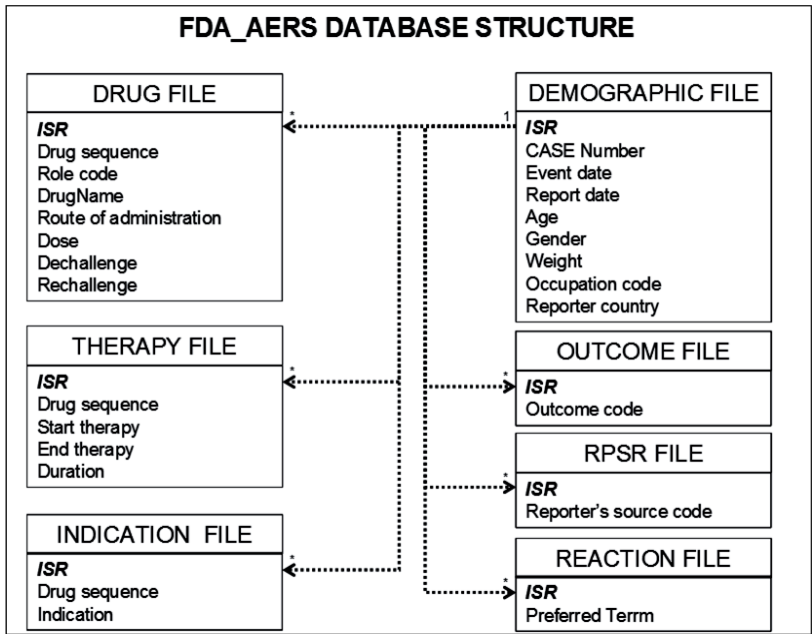 FDA_AERS DATABASE STRUCTURE
DRUG FILE
ISR
Drug sequence
Role code
DrugName
Route of administration
Dose
Dechallenge
Rechallenge
*
1
DEMOGRAPHIC FILE
ISR
CASE Number
Event date
Report date
Age
Gender
Weight
Occupation code
Reporter country
THERAPY FILE
ISR
Drug sequence
Start therapy
End therapy
Duration
*
OUTCOME FILE
*
ISR
Outcome code
RPSR FILE
*
ISR
Reporter's source code
INDICATION FILE
ISR
Drug sequence
Indication
*
REACTION FILE
*
ISR
Preferred Terrm